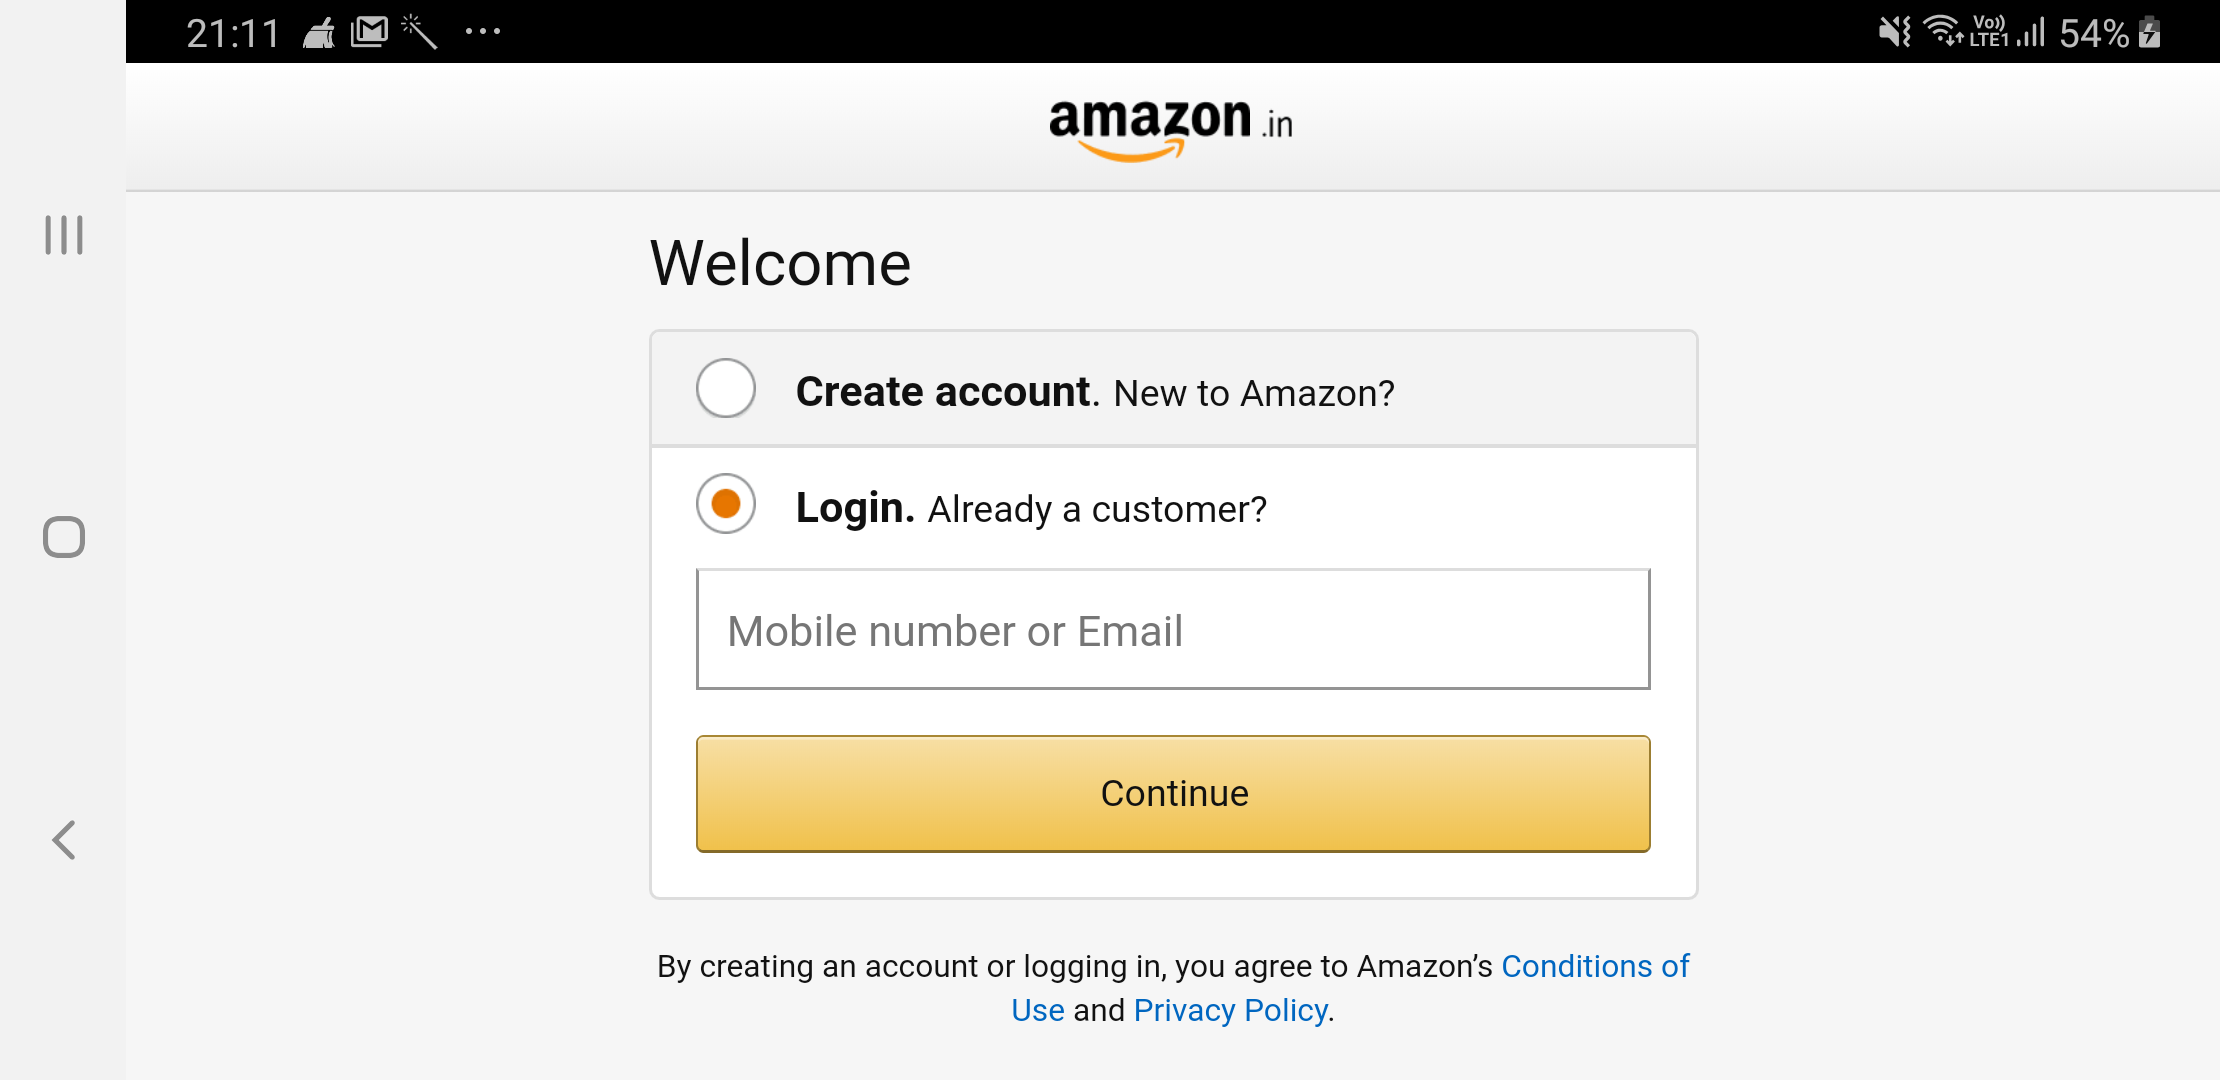 21:11 ... Vo)) LTE1 54%
amazon.in
Welcome
Create account. New to Amazon?
Login. Already a customer?
Mobile number or Email
Continue
By creating an account or logging in, you agree to Amazon’s Conditions of
Use and Privacy Policy.